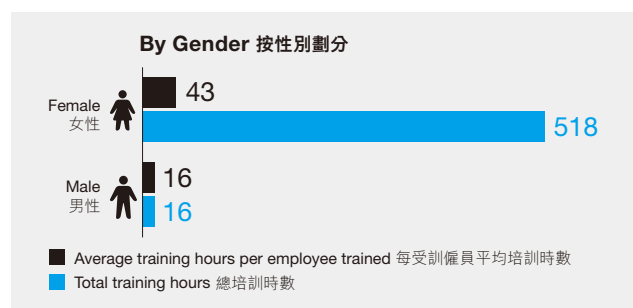 By Gender 按性別劃分
Female
女性
43
518
Male
男性
16
16
Average training hours per employee trained 每受訓僱員平均培訓時數
Total training hours 總培訓時數